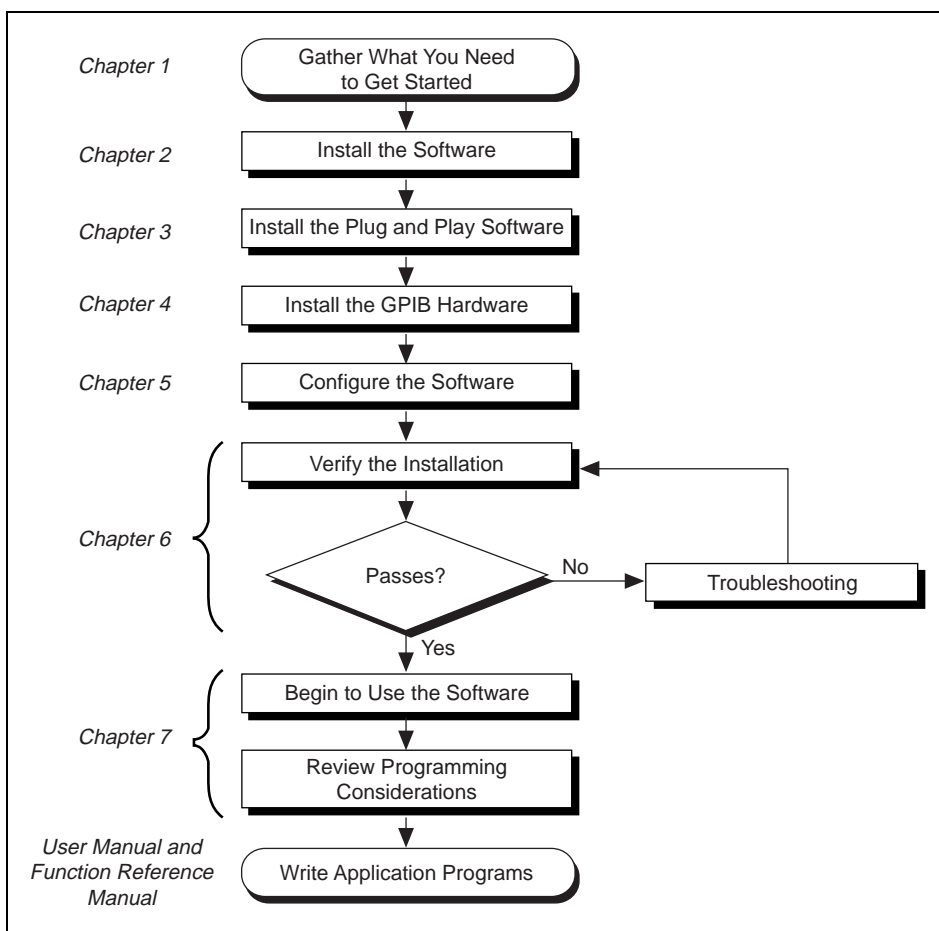 Chapter 1
Gather What You Need
to Get Started
Chapter 2
Install the Software
Chapter 3
Install the Plug and Play Software
Chapter 4
Install the GPIB Hardware
Chapter 5
Configure the Software
Chapter 6
Verify the Installation
Passes?
No
Troubleshooting
Yes
Chapter 7
Begin to Use the Software
Review Programming
Considerations
User Manual and
Function Reference
Manual
Write Application Programs